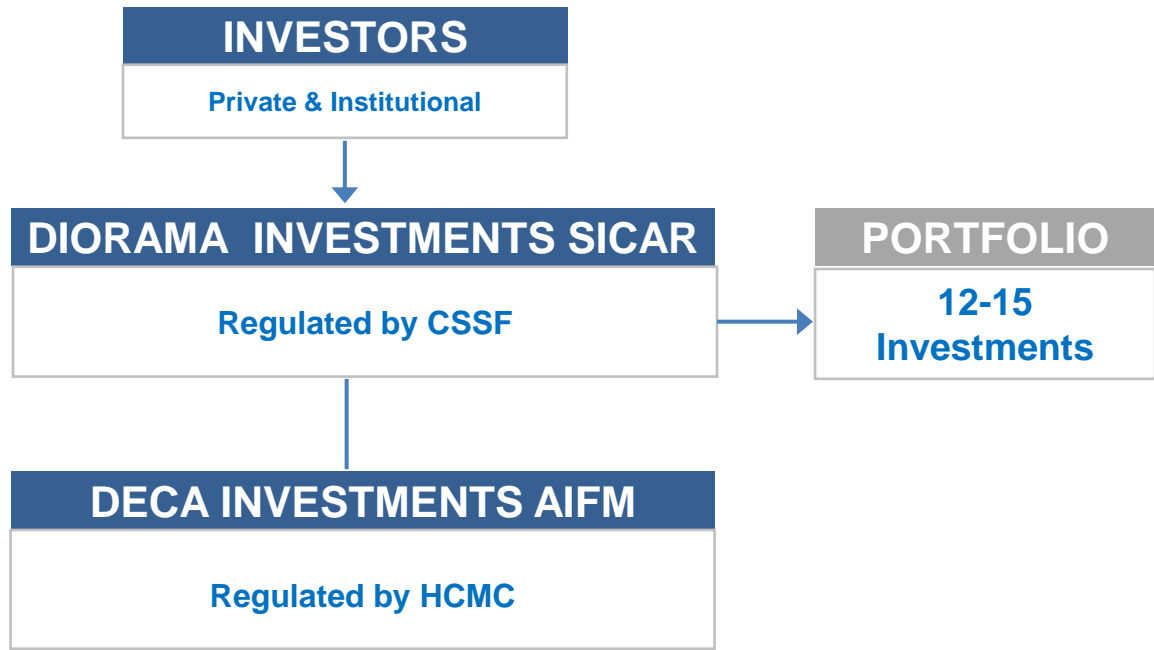 INVESTORS
Private & Institutional
DIORAMA INVESTMENTS SICAR
Regulated by CSSF
PORTFOLIO
12-15
Investments
DECA INVESTMENTS AIFM
Regulated by HCMC